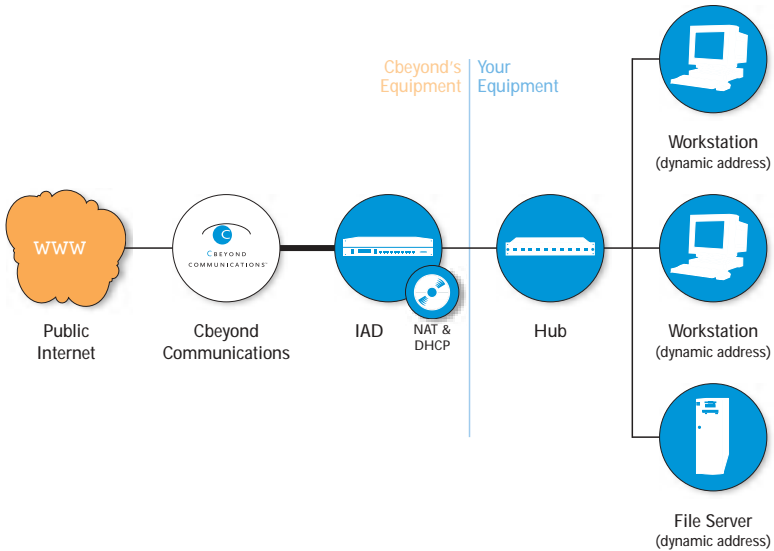 Cbeyond's
Equipment
Your
Equipment
Workstation
(dynamic address)
WWW
CBEYOND
COMMUNICATIONS™
Public
Internet
Cbeyond
Communications
IAD
NAT &
DHCP
Hub
Workstation
(dynamic address)
File Server
(dynamic address)